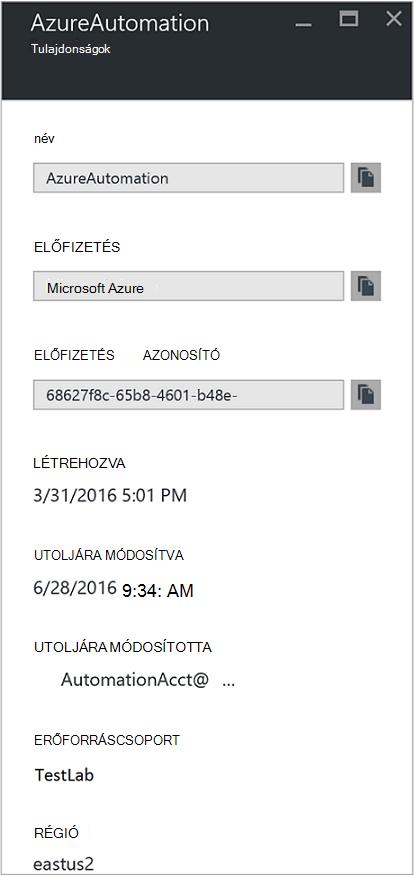 AzureAutomation
Tulajdonságok
név
AzureAutomation
ELŐFIZETÉS
Microsoft Azure
ELŐFIZETÉS AZONOSÍTÓ
68627f8c-65b8-4601-b48e-
LÉTREHOZVA
3/31/2016 5:01 PM
UTOLJÁRA MÓDOSÍTVA
6/28/2016 9:34: AM
UTOLJÁRA MÓDOSÍTOTTA
AutomationAcct@ ...
ERŐFORRÁSCSOPORT
TestLab
RÉGIÓ
eastus2